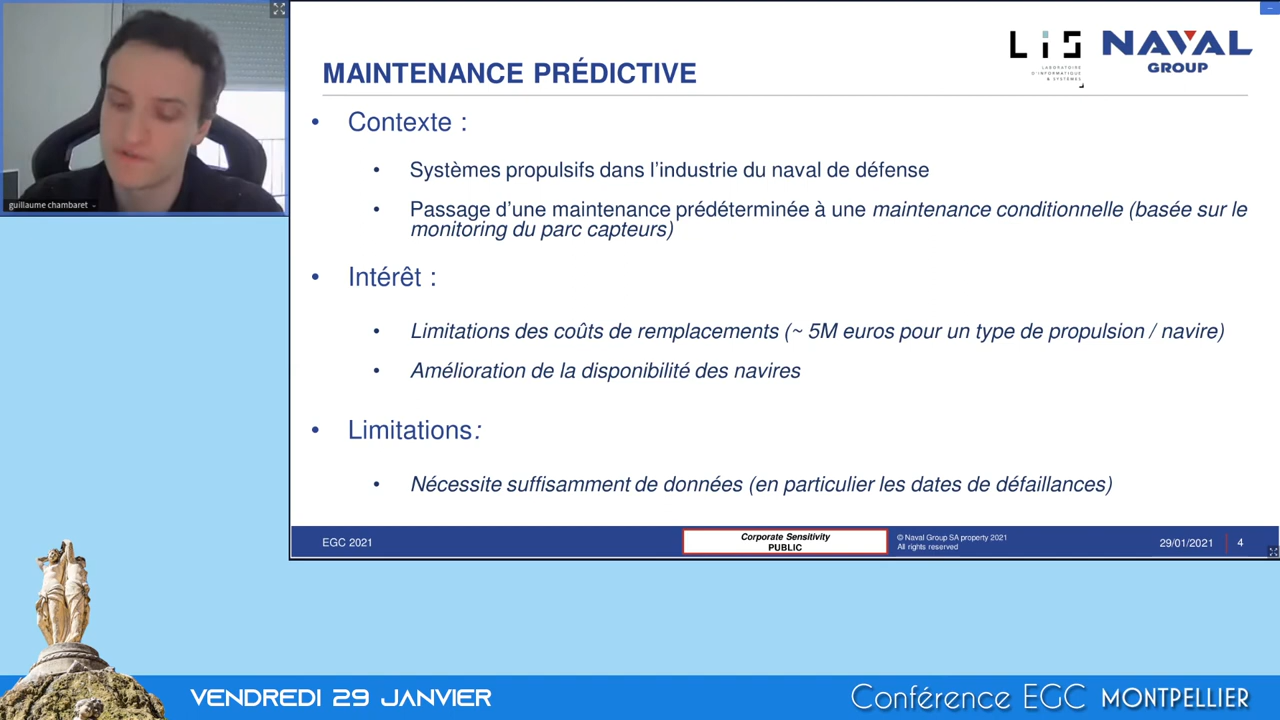 guillaume chambaret
LiS
LABORATOIRE
D'INFORMATIQUE
& SYSTÈMES
NAVAL
GROUP
MAINTENANCE PRÉDICTIVE
• Contexte :
• Systèmes propulsifs dans l’industrie du naval de défense
• Passage d’une maintenance prédéterminée à une maintenance conditionnelle (basée sur le
monitoring du parc capteurs)
• Intérêt :
• Limitations des coûts de remplacements (~ 5M euros pour un type de propulsion / navire)
• Amélioration de la disponibilité des navires
• Limitations:
• Nécessite suffisamment de données (en particulier les dates de défaillances)
EGC 2021
Corporate Sensitivity
PUBLIC
© Naval Group SA property 2021
All rights reserved
29/01/2021 4
VENDREDI 29 JANVIER
Conférence EGC MONTPELLIER